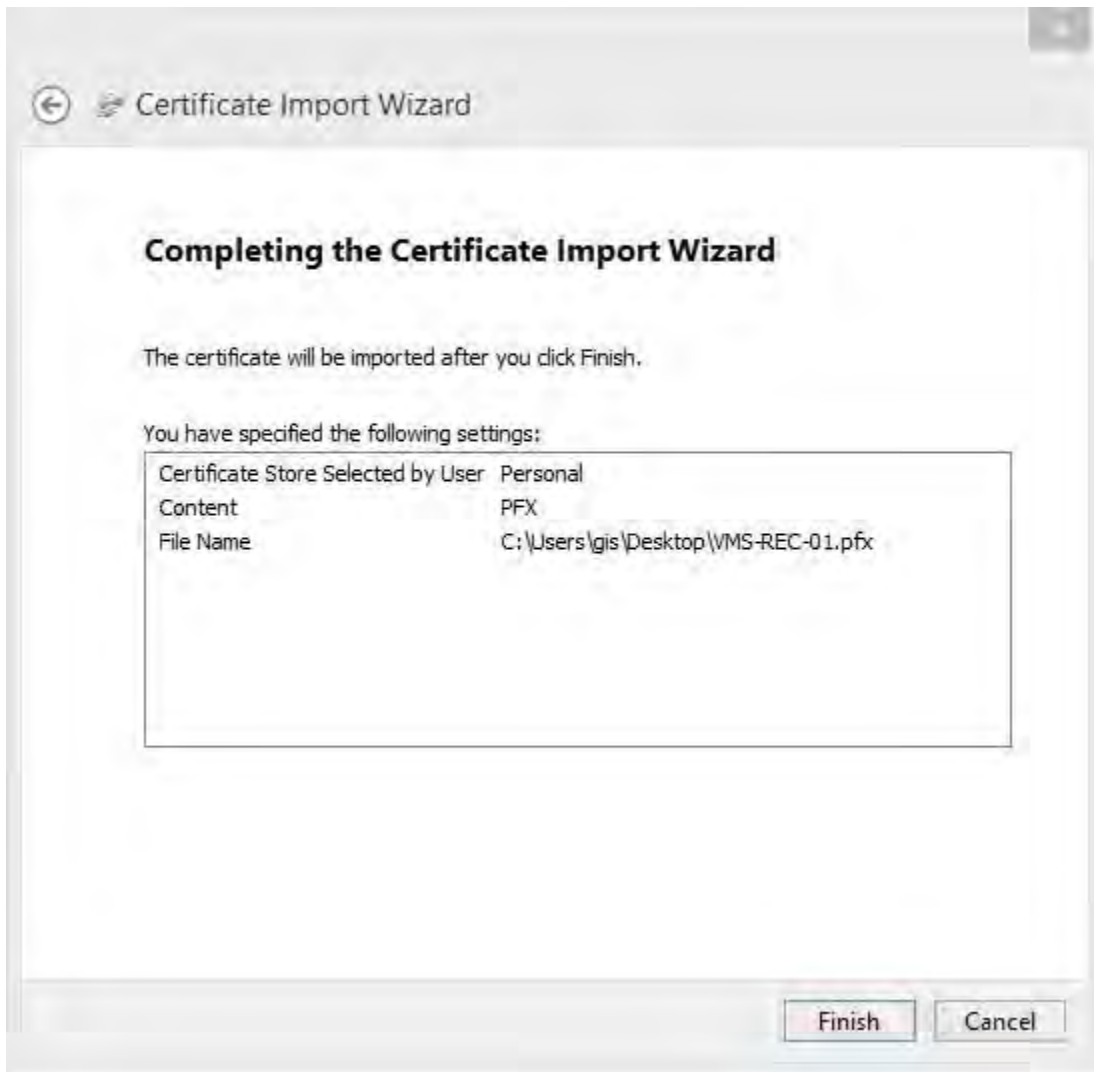 Certificate Import Wizard
Completing the Certificate Import Wizard
The certificate will be imported after you click Finish.
You have specified the following settings:
Certificate Store Selected by User Personal
Content PFX
File Name C:\Users\gis\Desktop\VMS-REC-01.pfx
Finish Cancel